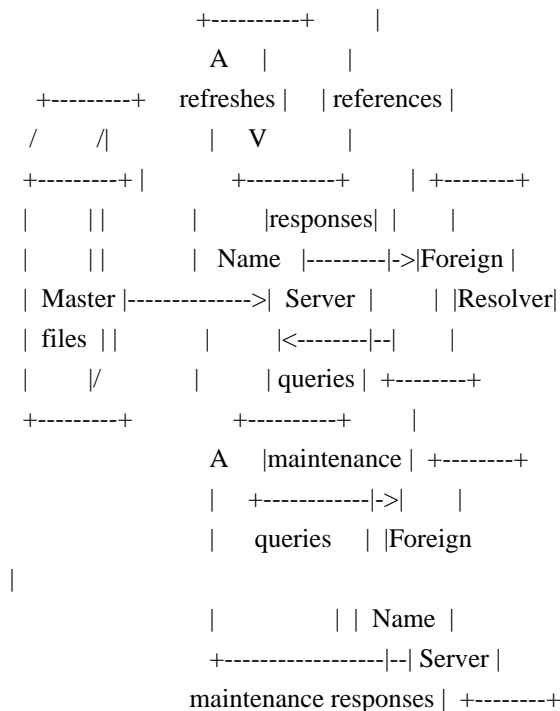 +----------+ |
A | |
+---------+ refreshes | | references |
/ /| | V |
+---------+ | +----------+ | +--------+
| | | | |responses| | |
| | | | Name |---------|->|Foreign |
| Master |-------------->| Server | | |Resolver|
| files | | | |<--------|--| |
| |/ | | queries | +--------+
+---------+ +----------+ |
A |maintenance | +--------+
| +------------|->| |
| queries | |Foreign
|
| | | Name |
+------------------|--| Server |
maintenance responses | +--------+